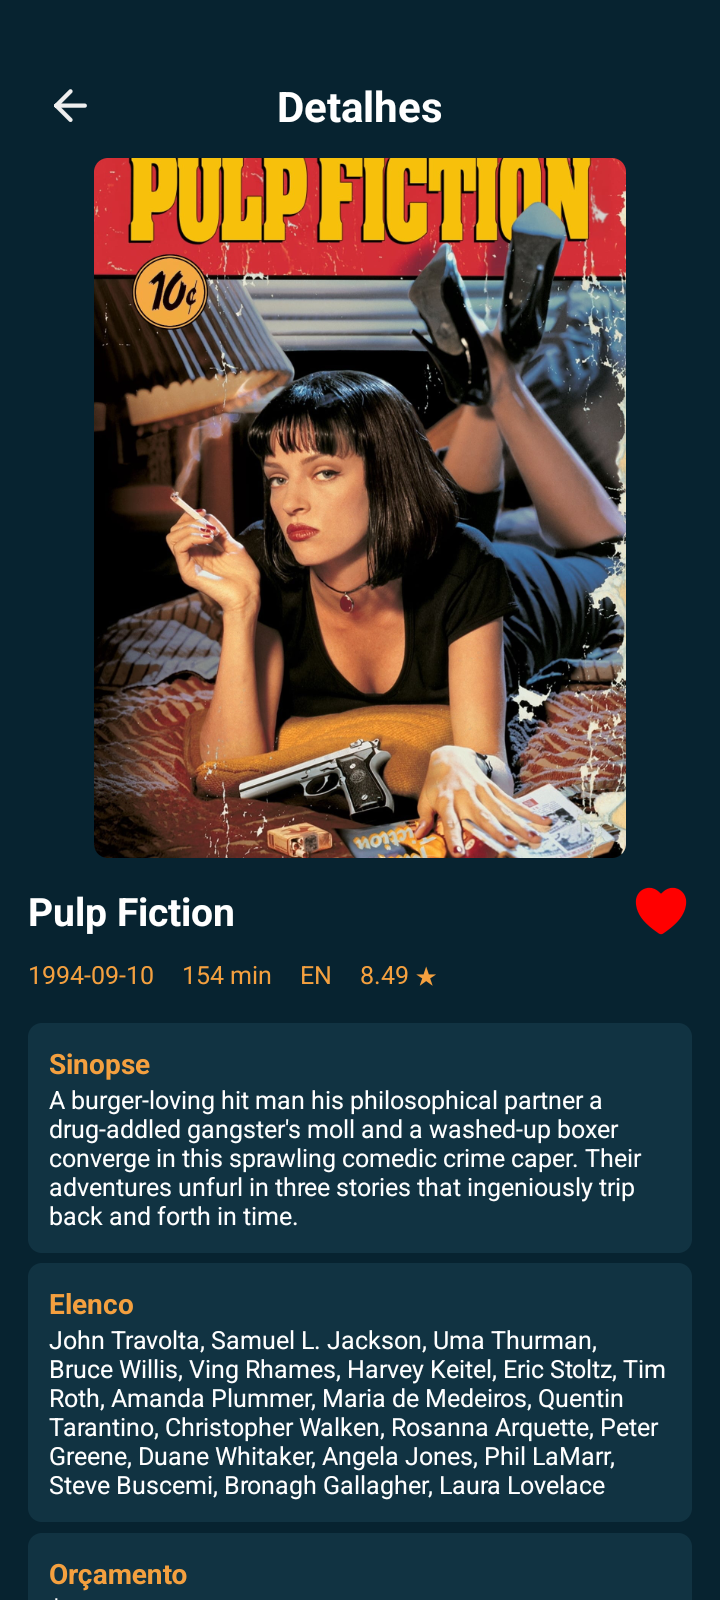 Detalhes
PULP FICTION
10¢
Pulp Fiction
1994-09-10 154 min EN 8.49 ★
Sinopse
A burger-loving hit man his philosophical partner a
drug-addled gangster's moll and a washed-up boxer
converge in this sprawling comedic crime caper. Their
adventures unfurl in three stories that ingeniously trip
back and forth in time.
Elenco
John Travolta, Samuel L. Jackson, Uma Thurman,
Bruce Willis, Ving Rhames, Harvey Keitel, Eric Stoltz, Tim
Roth, Amanda Plummer, Maria de Medeiros, Quentin
Tarantino, Christopher Walken, Rosanna Arquette, Peter
Greene, Duane Whitaker, Angela Jones, Phil LaMarr,
Steve Buscemi, Bronagh Gallagher, Laura Lovelace
Orçamento